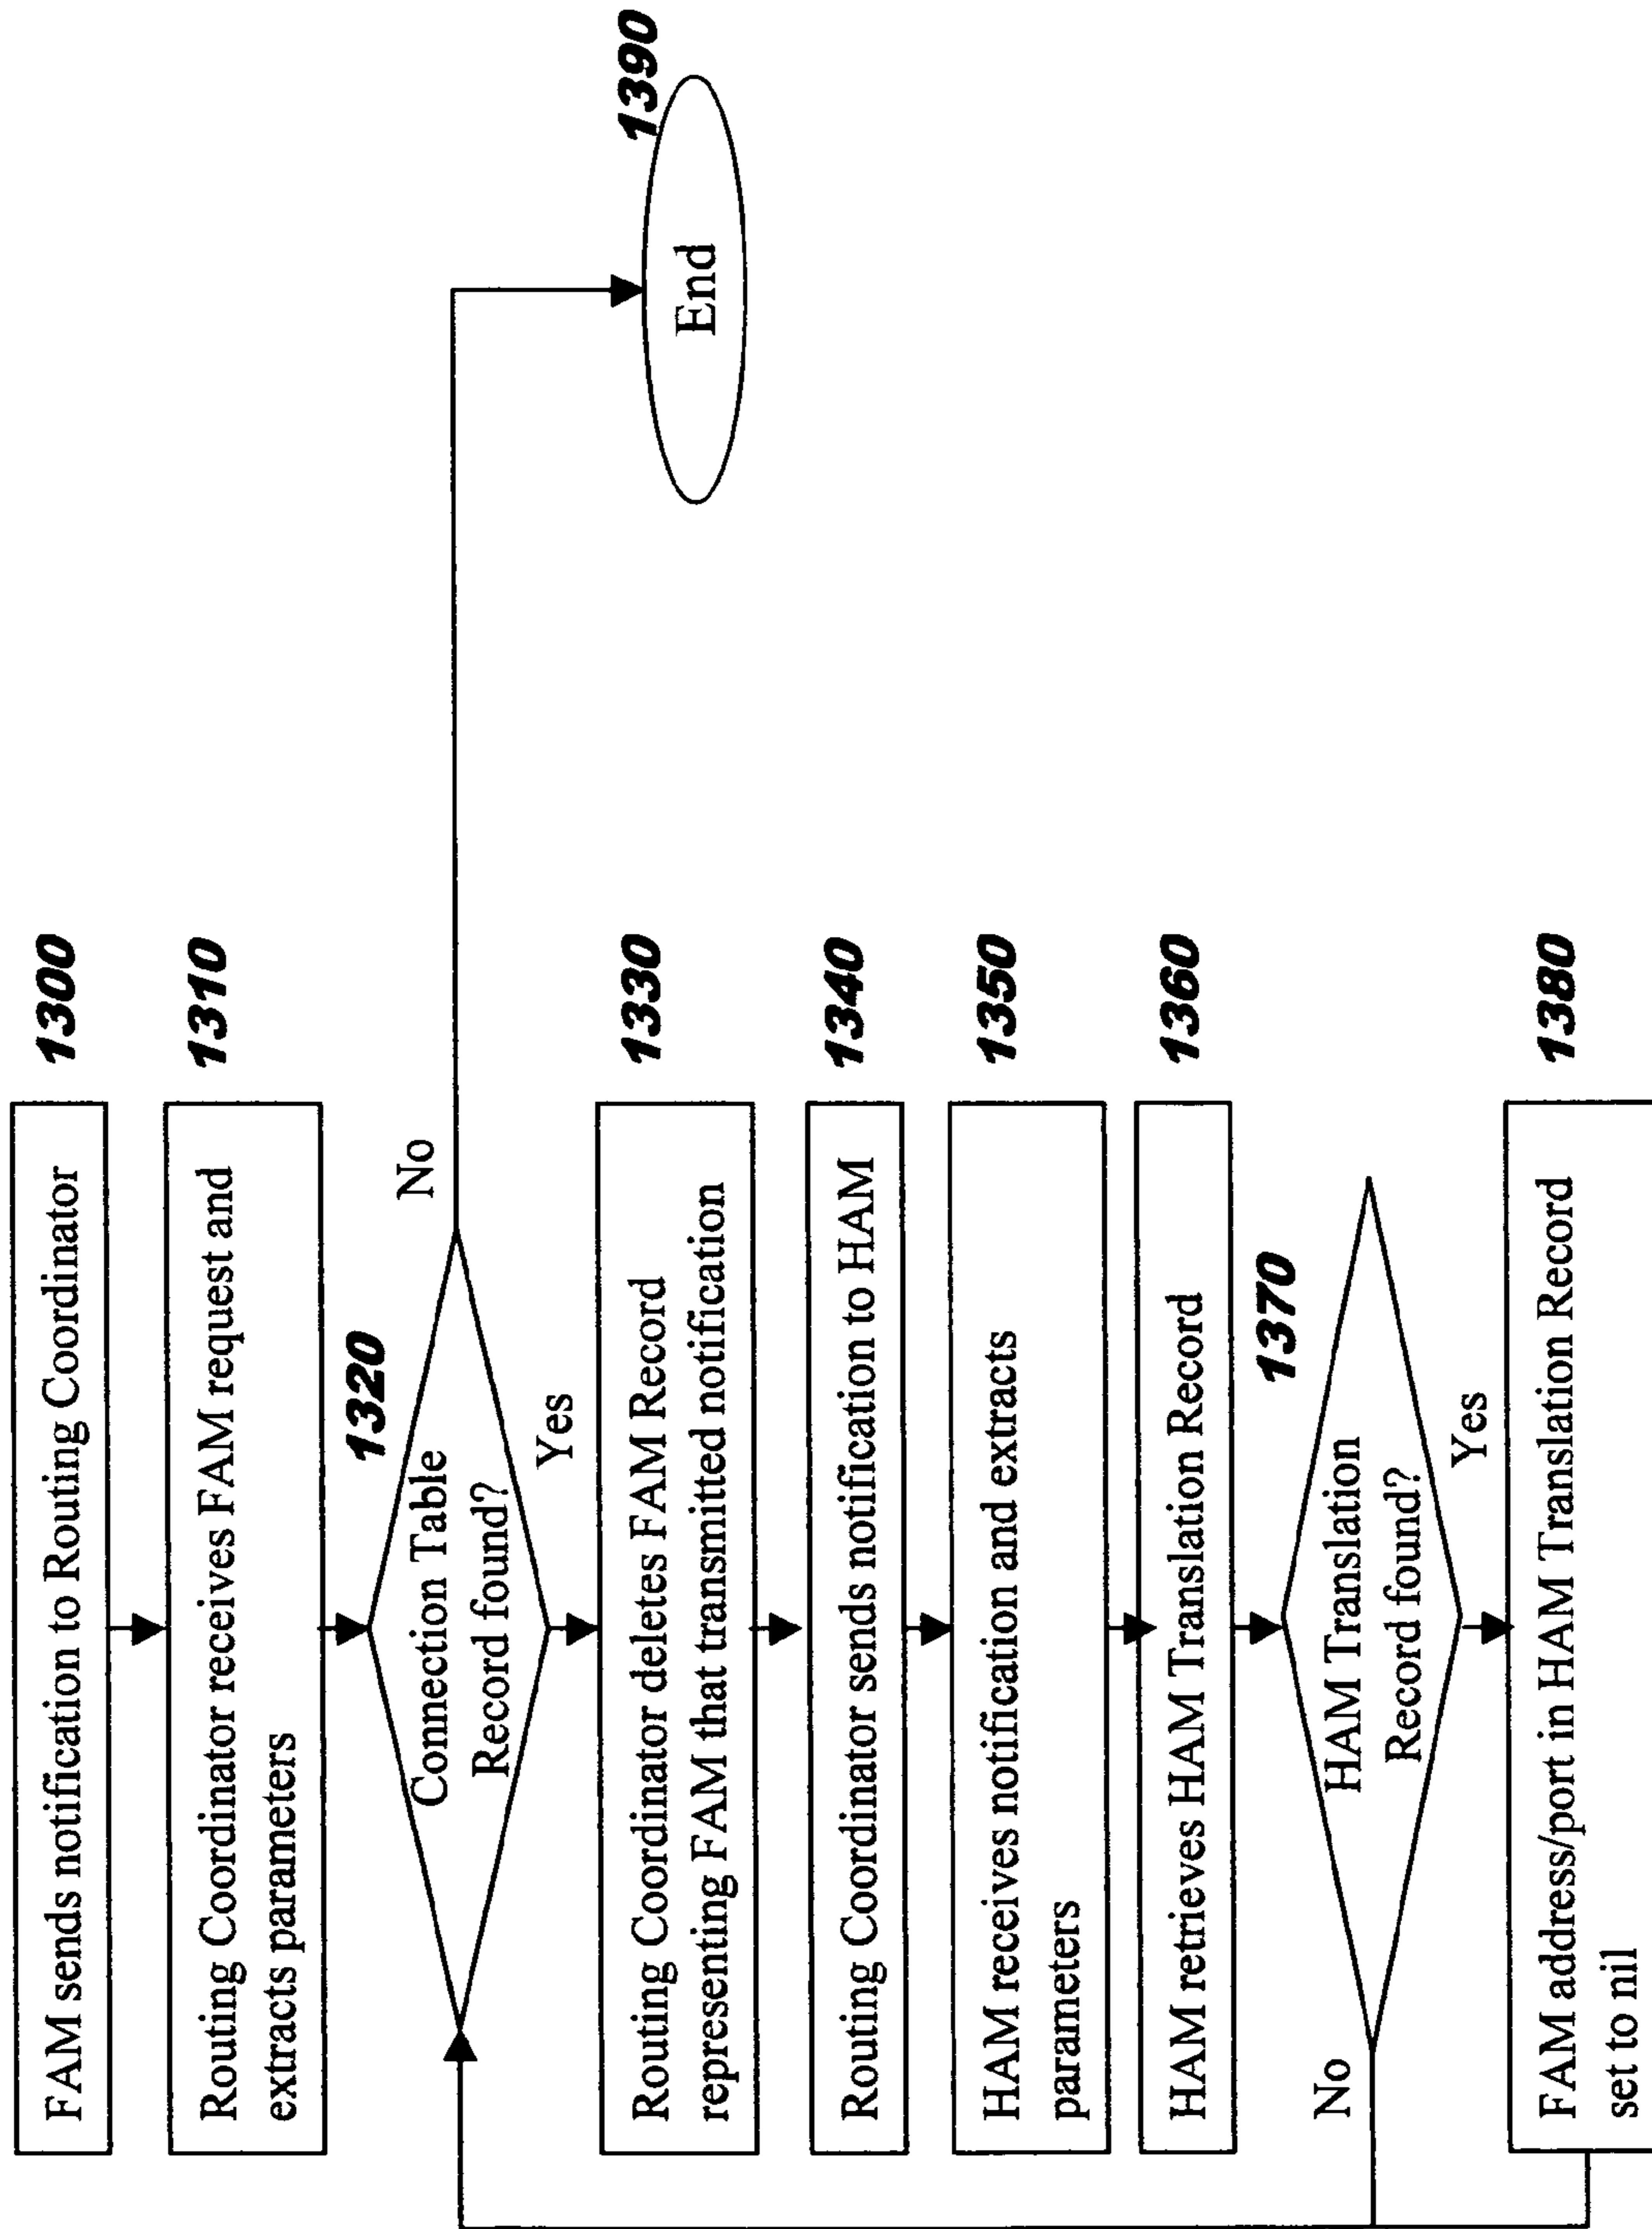 FAM sends notification to Routing Coordinator
1300
Routing Coordinator receives FAM request and
extracts parameters
1310
1320
Connection Table
Record found?
No
Yes
1390
End
Routing Coordinator deletes FAM Record
representing FAM that transmitted notification
1330
Routing Coordinator sends notification to HAM
1340
HAM receives notification and extracts
parameters
1350
HAM retrieves HAM Translation Record
1360
1370
HAM Translation
Record found?
No
Yes
FAM address/port in HAM Translation Record
set to nil
1380